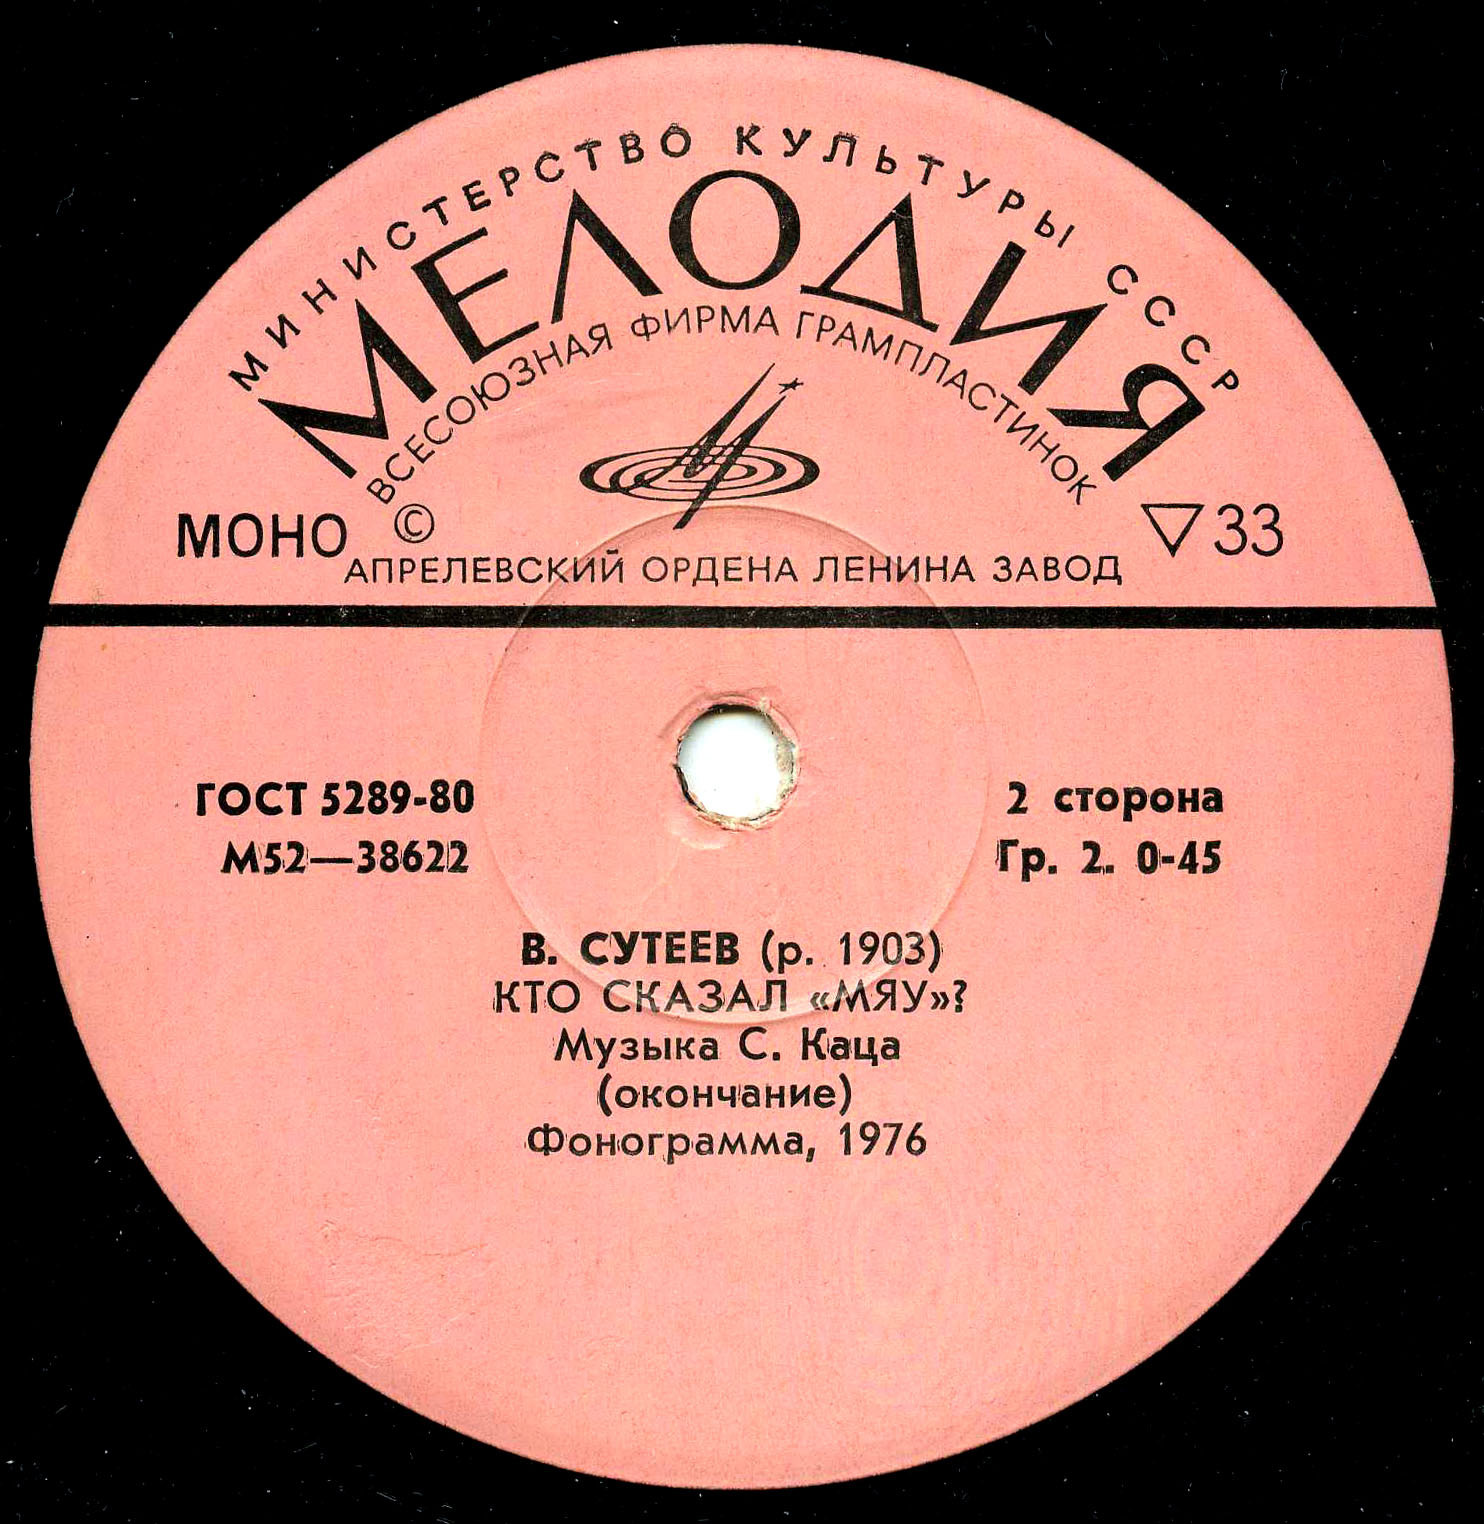 МИНИСТЕРСТВО КУЛЬТУРЫ СССР
МЕЛОДИЯ
ВСЕСОЮЗНАЯ ФИРМА ГРАМПЛАСТИНОК
МОНО © ▽33
АПРЕЛЕВСКИЙ ОРДЕНА ЛЕНИНА ЗАВОД
ГОСТ 5289-80 2 сторона
М52—38622 Гр. 2. 0-45
В. СУТЕЕВ (р. 1903)
КТО СКАЗАЛ «МЯУ»?
Музыка С. Каца
(окончание)
Фонограмма, 1976